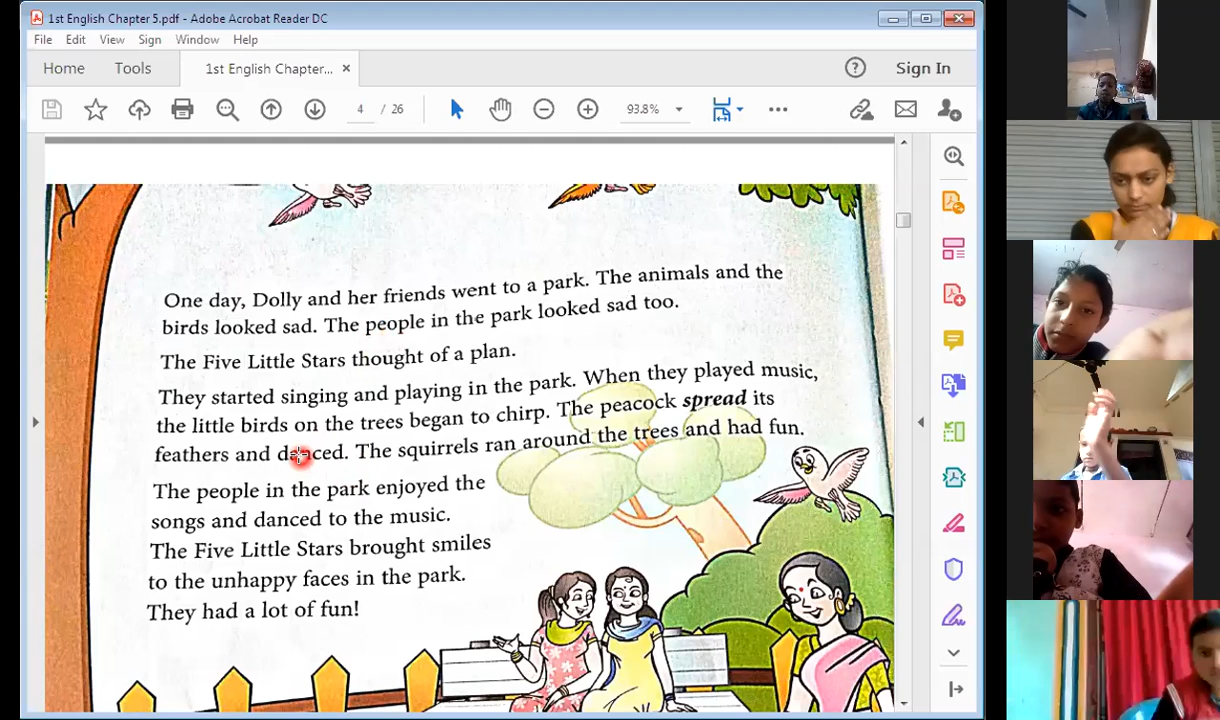 1st English Chapter 5.pdf - Adobe Acrobat Reader DC
File Edit View Sign Window Help
Home Tools 1st English Chapter... × Sign In
4 / 26 93.8%
One day, Dolly and her friends went to a park. The animals and the
birds looked sad. The people in the park looked sad too.
The Five Little Stars thought of a plan.
They started singing and playing in the park. When they played music,
the little birds on the trees began to chirp. The peacock spread its
feathers and danced. The squirrels ran around the trees and had fun.
The people in the park enjoyed the
songs and danced to the music.
The Five Little Stars brought smiles
to the unhappy faces in the park.
They had a lot of fun!